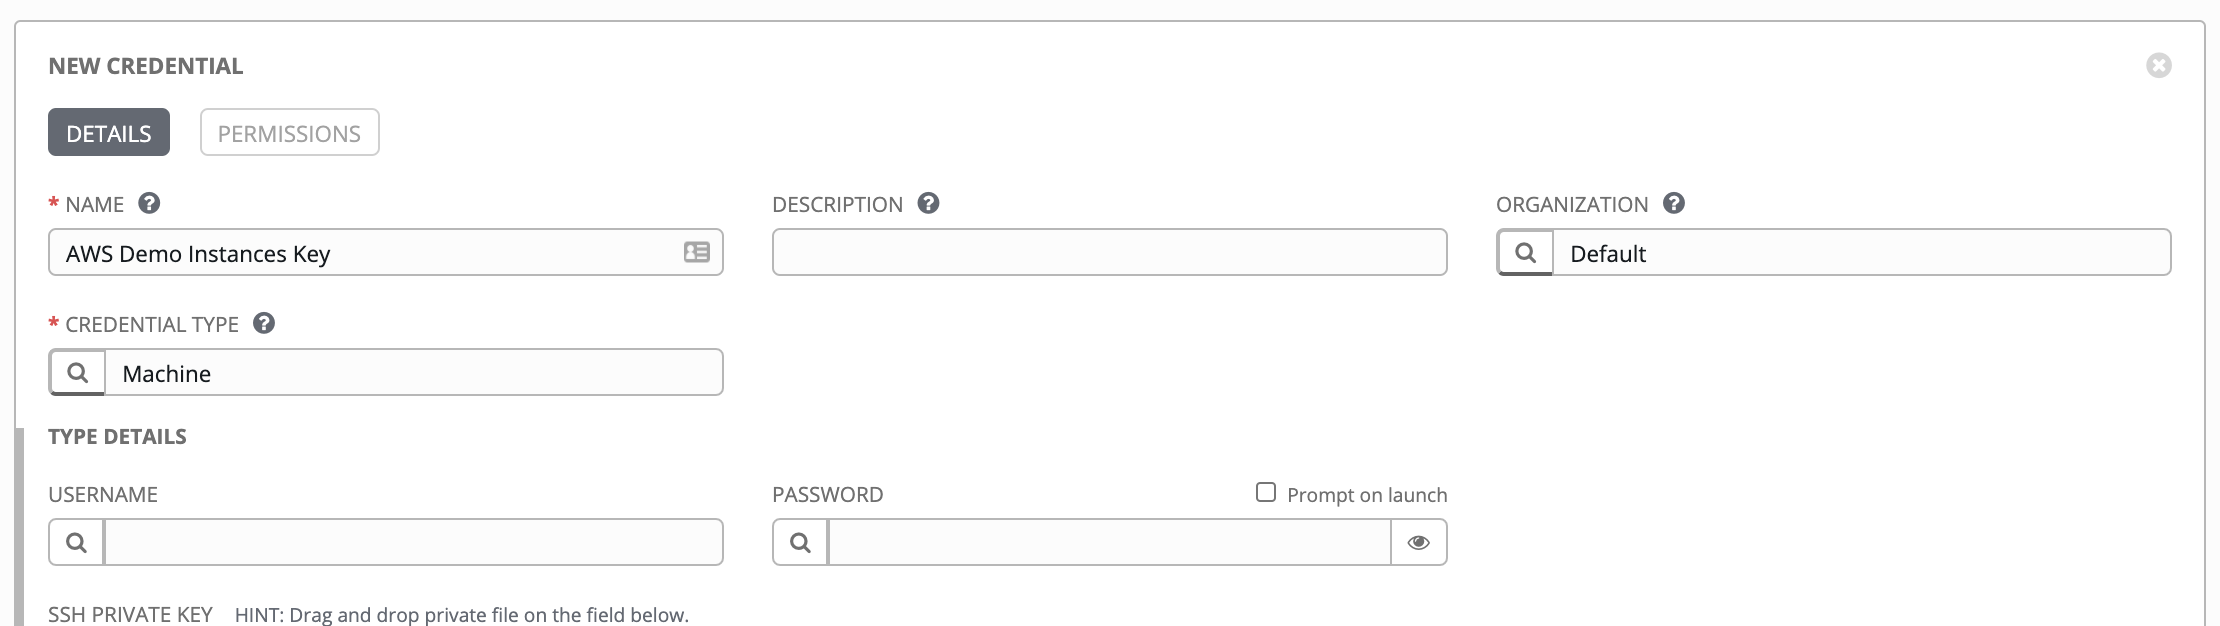 NEW CREDENTIAL
DETAILS PERMISSIONS
* NAME ? DESCRIPTION ? ORGANIZATION ?
AWS Demo Instances Key Default
* CREDENTIAL TYPE ?
Machine
TYPE DETAILS
USERNAME PASSWORD Prompt on launch
SSH PRIVATE KEY HINT: Drag and drop private file on the field below.